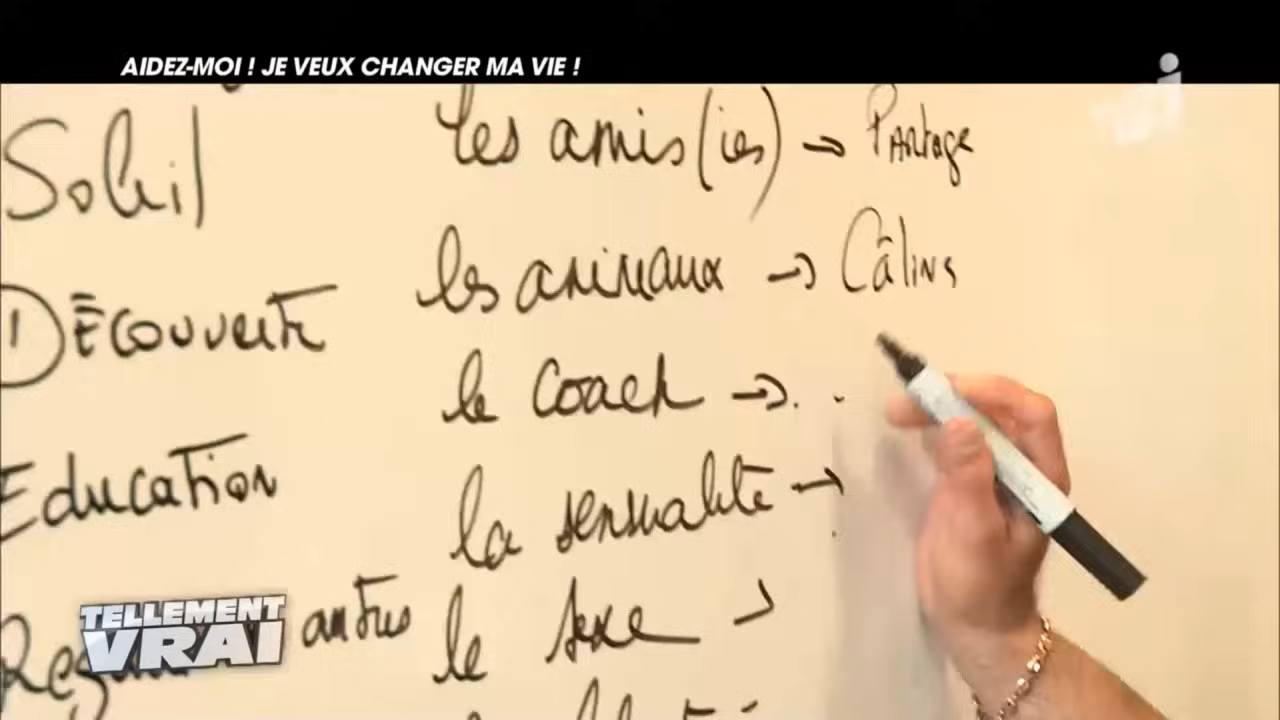 AIDEZ-MOI ! JE VEUX CHANGER MA VIE !
Soleil
① DÉCOUVERTE
EDUCATION
autres
les amis(ies) → PARTAGE
les animaux → Câlins
le coach → . .
la sensualité →
le sexe →
TELLEMENT
VRAI